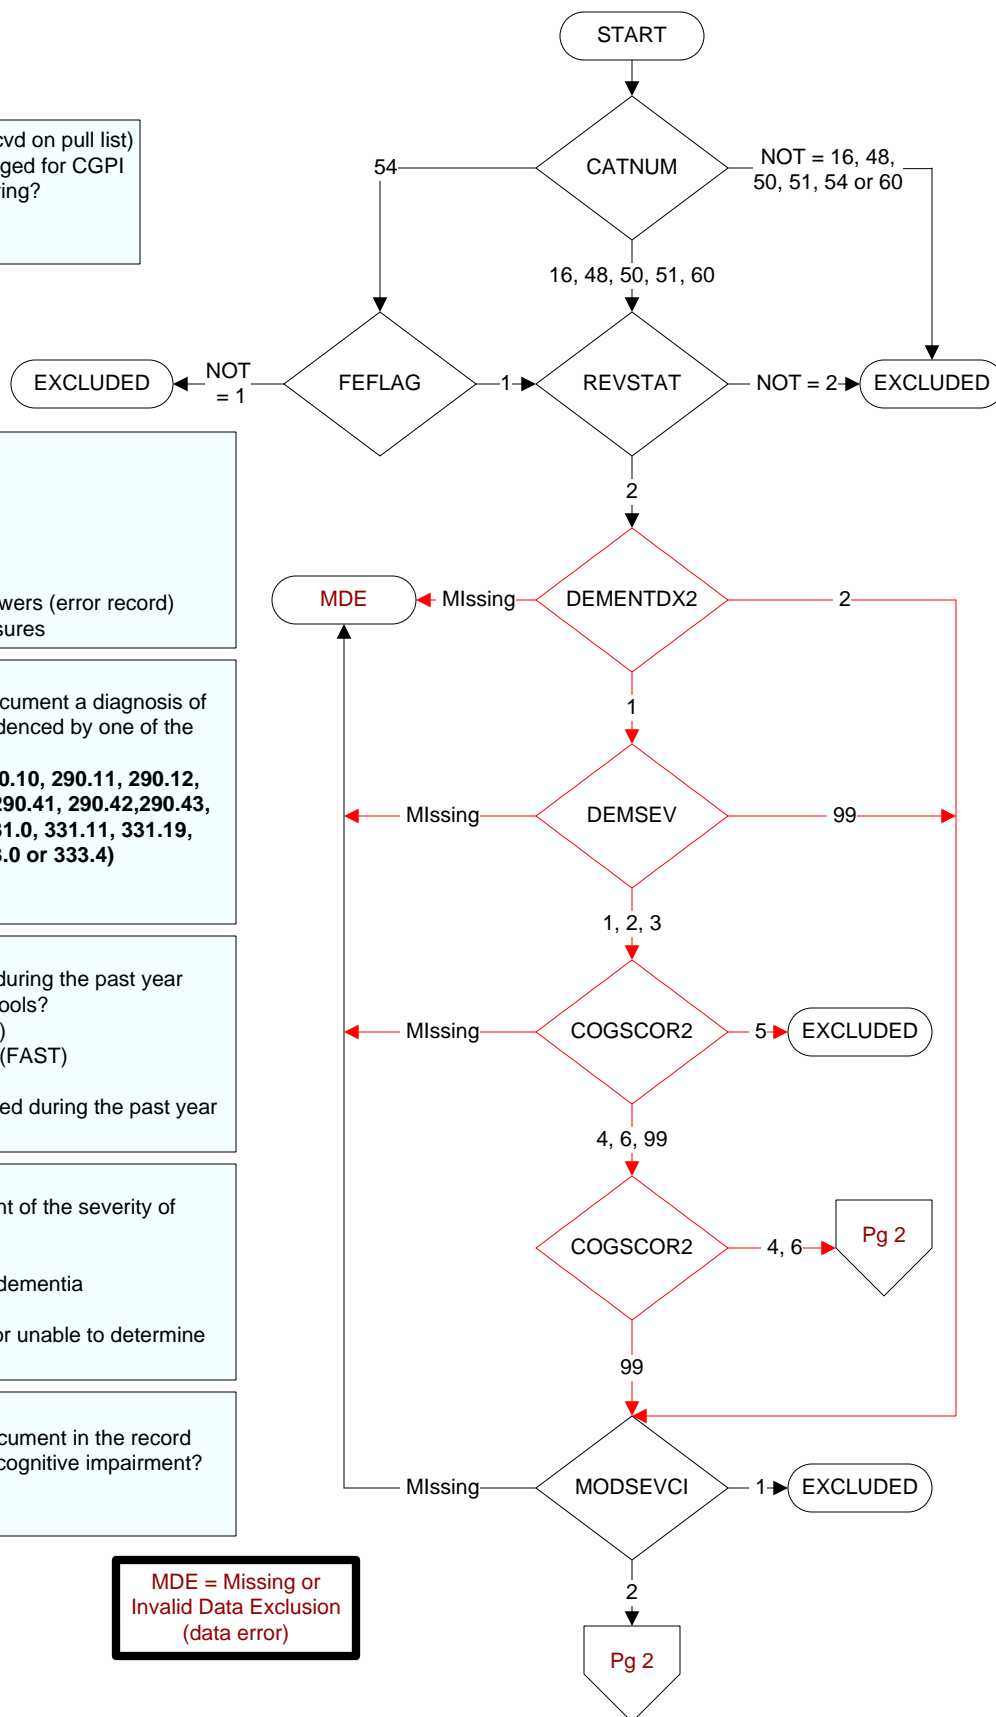 START
cvd on pull list)
ged for CGPI
ring?
54
CATNUM
NOT = 16, 48,
50, 51, 54 or 60
16, 48, 50, 51, 60
EXCLUDED
NOT
= 1
FEFLAG
1
REVSTAT
NOT = 2
EXCLUDED
2
wers (error record)
sures
MDE
MIssing
DEMENTDX2
2
1
cument a diagnosis of
denced by one of the
0.10, 290.11, 290.12,
290.41, 290.42,290.43,
31.0, 331.11, 331.19,
3.0 or 333.4)
MIssing
DEMSEV
99
1, 2, 3
during the past year
ools?
)
(FAST)
ed during the past year
MIssing
COGSCOR2
5
EXCLUDED
4, 6, 99
nt of the severity of
dementia
or unable to determine
COGSCOR2
4, 6
Pg 2
99
cument in the record
cognitive impairment?
MIssing
MODSEVCI
1
EXCLUDED
2
MDE = Missing or
Invalid Data Exclusion
(data error)
Pg 2